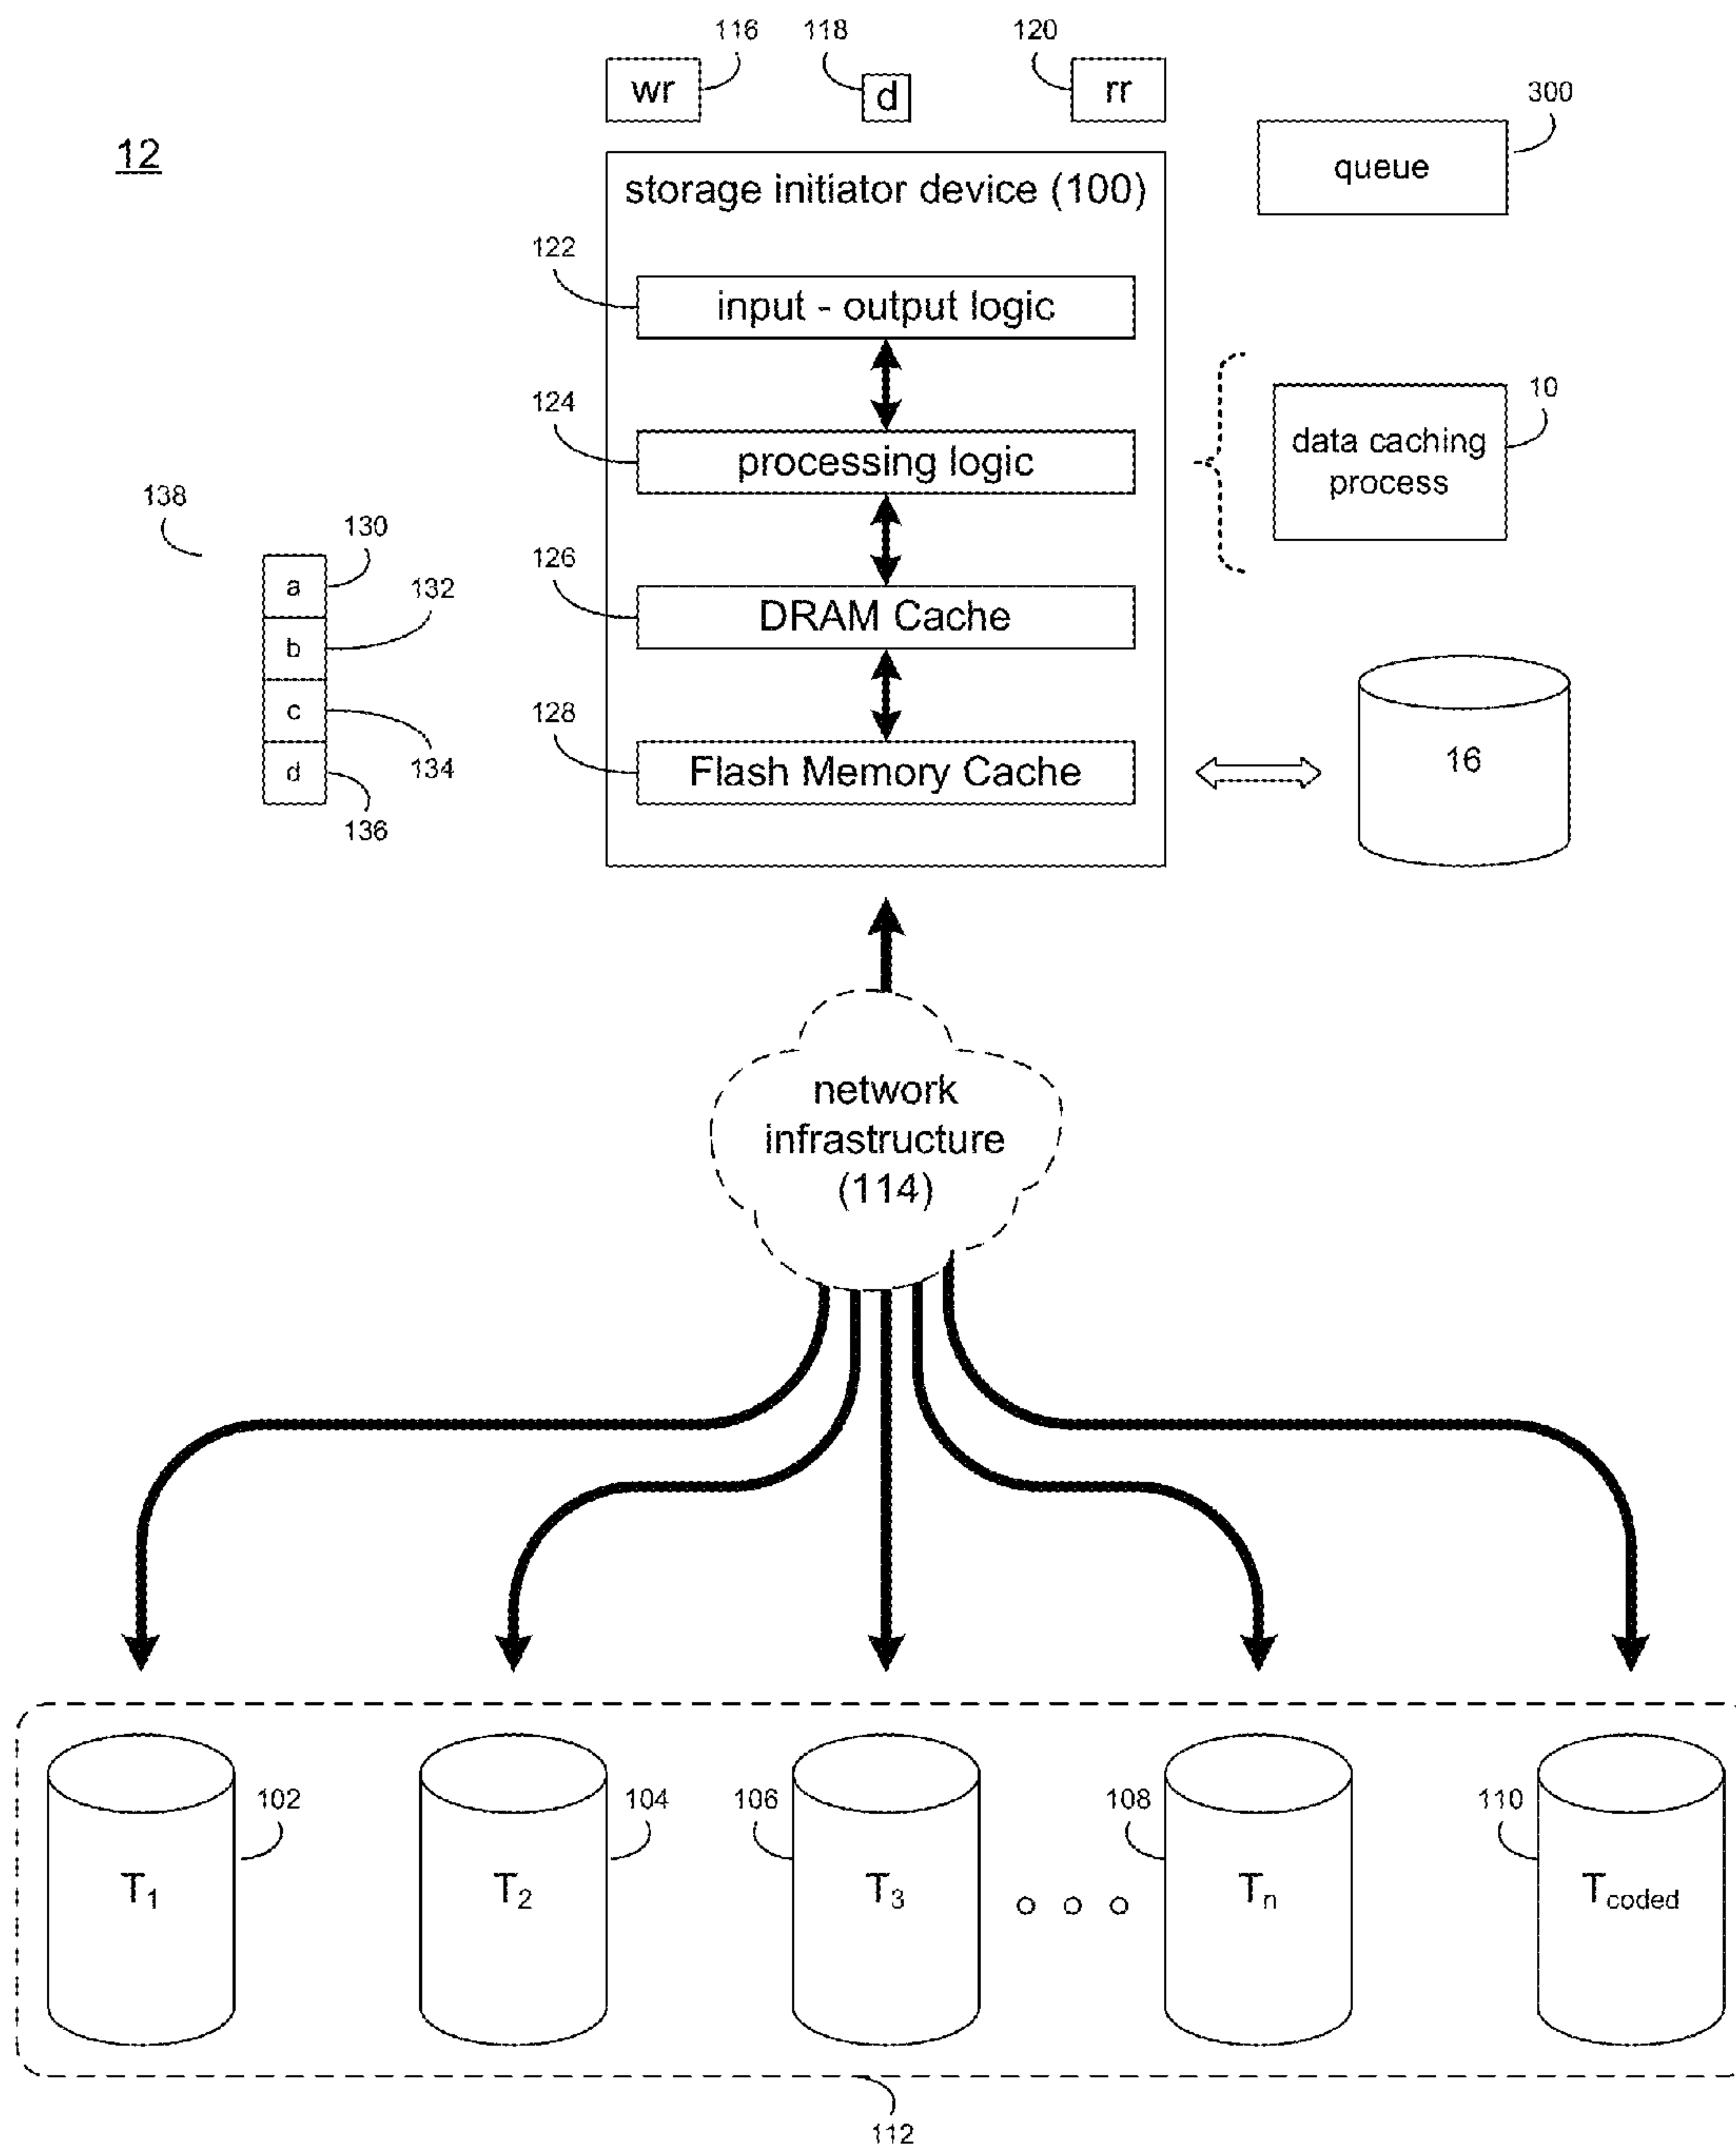 116
118
120
wr
d
rr
300
12
queue
storage initiator device (100)
122
input - output logic
124
10
processing logic
data caching
process
138
130
a
126
132
b
DRAM Cache
c
128
134
d
Flash Memory Cache
16
136
network
infrastructure
(114)
102
104
106
108
110
T1
T2
T3
Tn
Tcoded
112